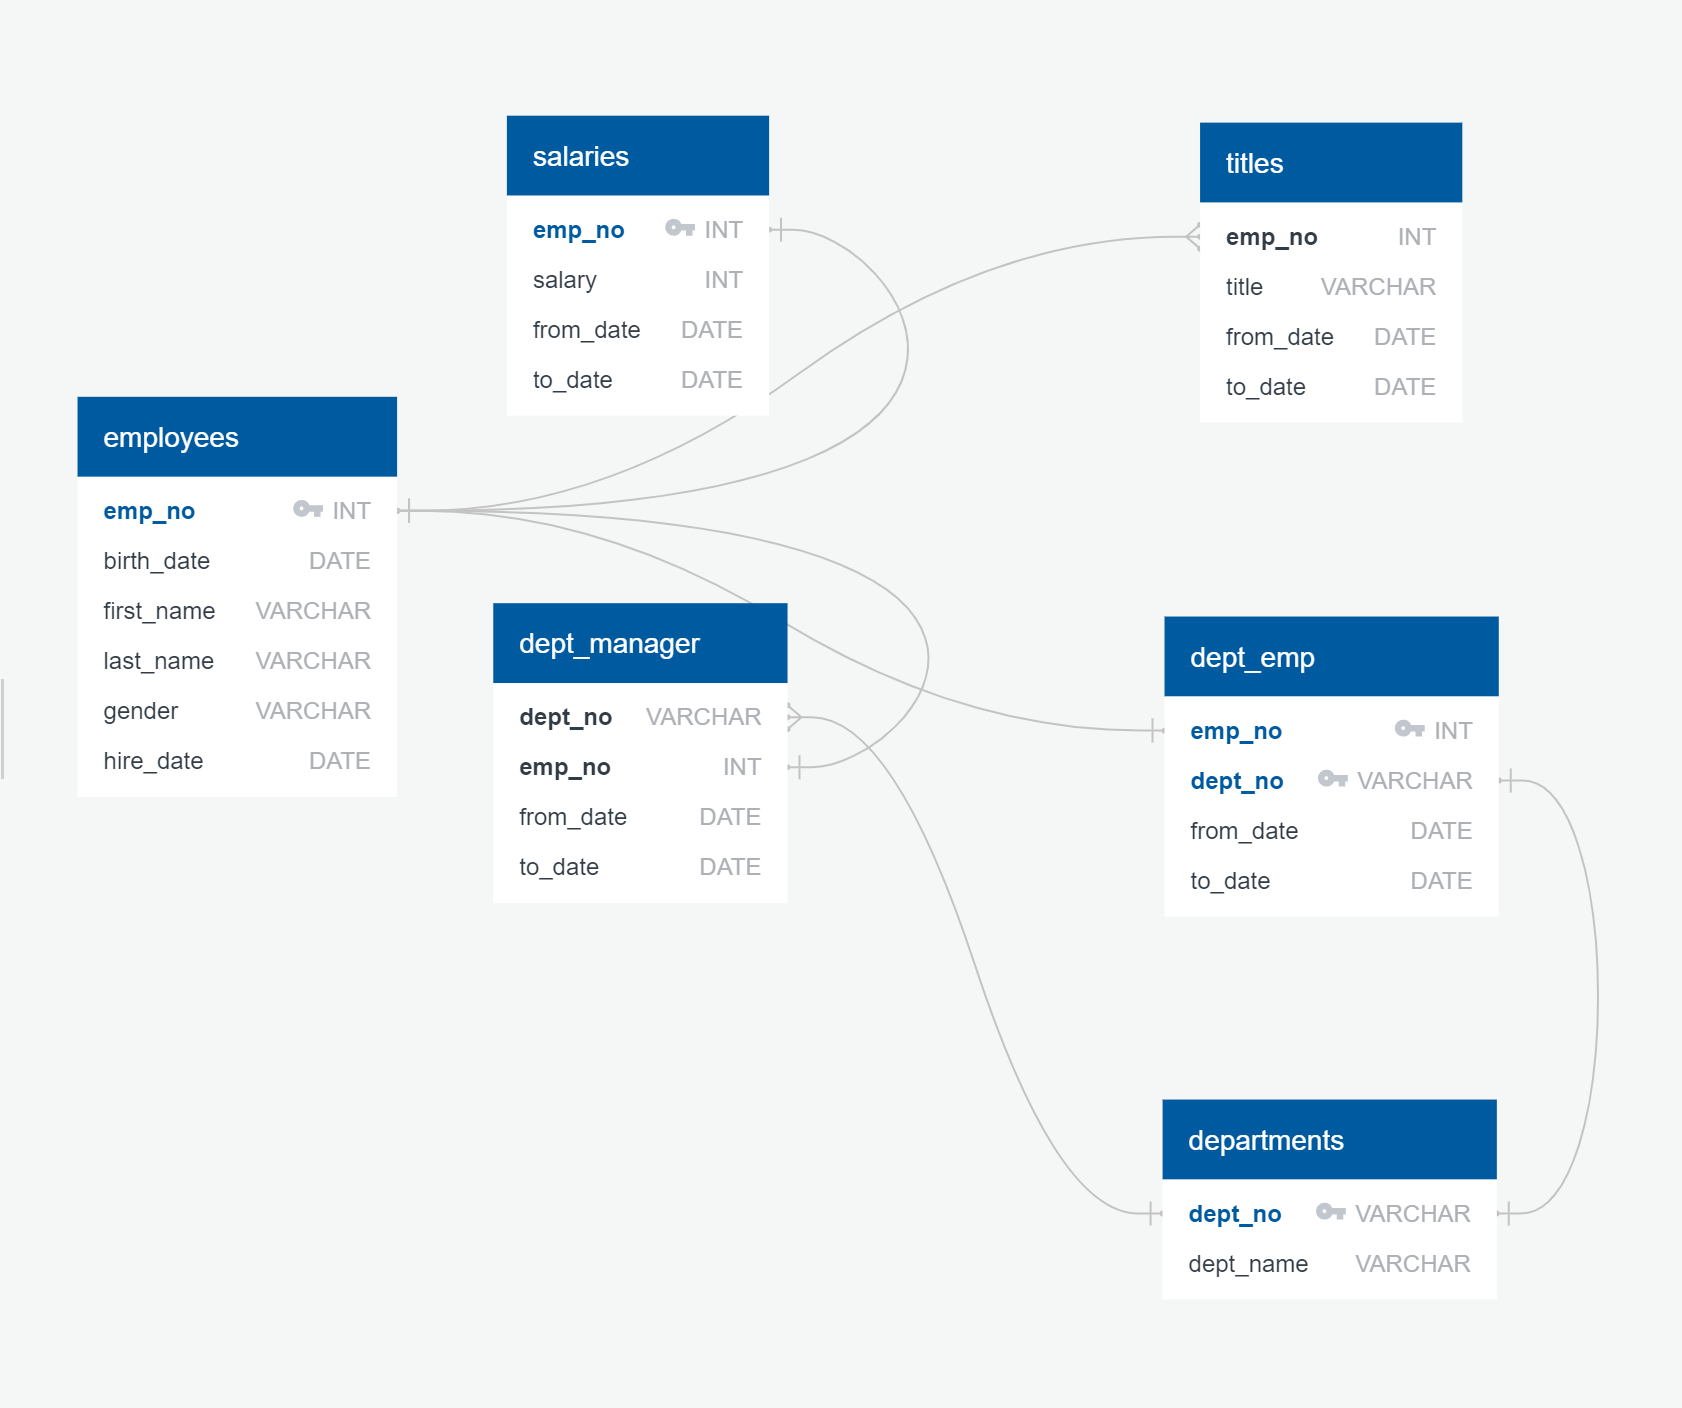 salaries
emp_no INT
salary INT
from_date DATE
to_date DATE
titles
emp_no INT
title VARCHAR
from_date DATE
to_date DATE
employees
emp_no INT
birth_date DATE
first_name VARCHAR
last_name VARCHAR
gender VARCHAR
hire_date DATE
dept_manager
dept_no VARCHAR
emp_no INT
from_date DATE
to_date DATE
dept_emp
emp_no INT
dept_no VARCHAR
from_date DATE
to_date DATE
departments
dept_no VARCHAR
dept_name VARCHAR